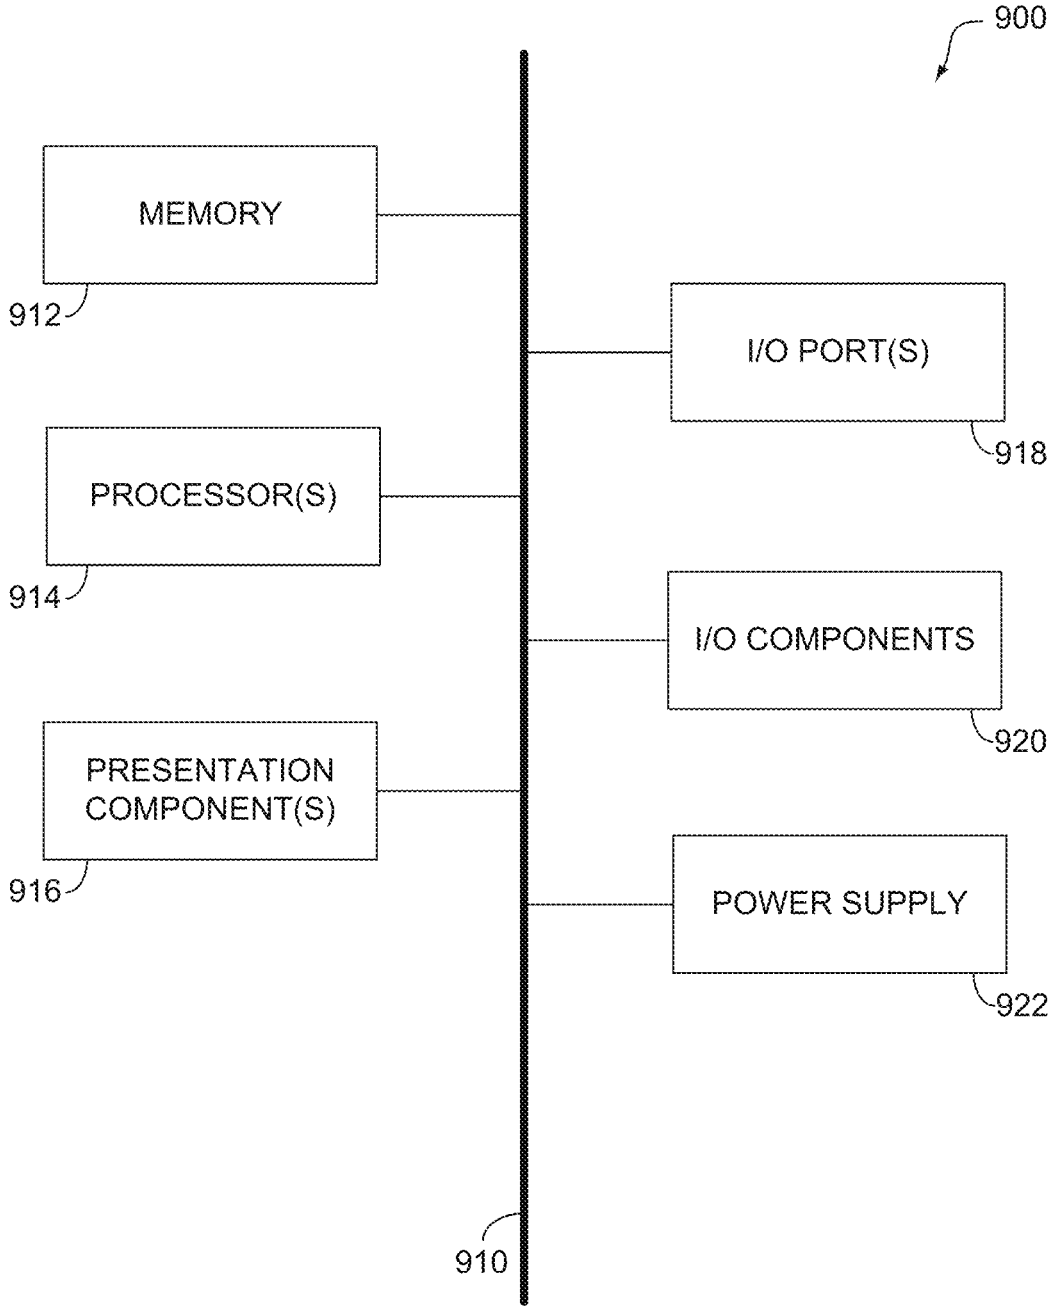 900
MEMORY
912
I/O PORT(S)
918
PROCESSOR(S)
914
I/O COMPONENTS
920
PRESENTATION
COMPONENT(S)
916
POWER SUPPLY
922
910